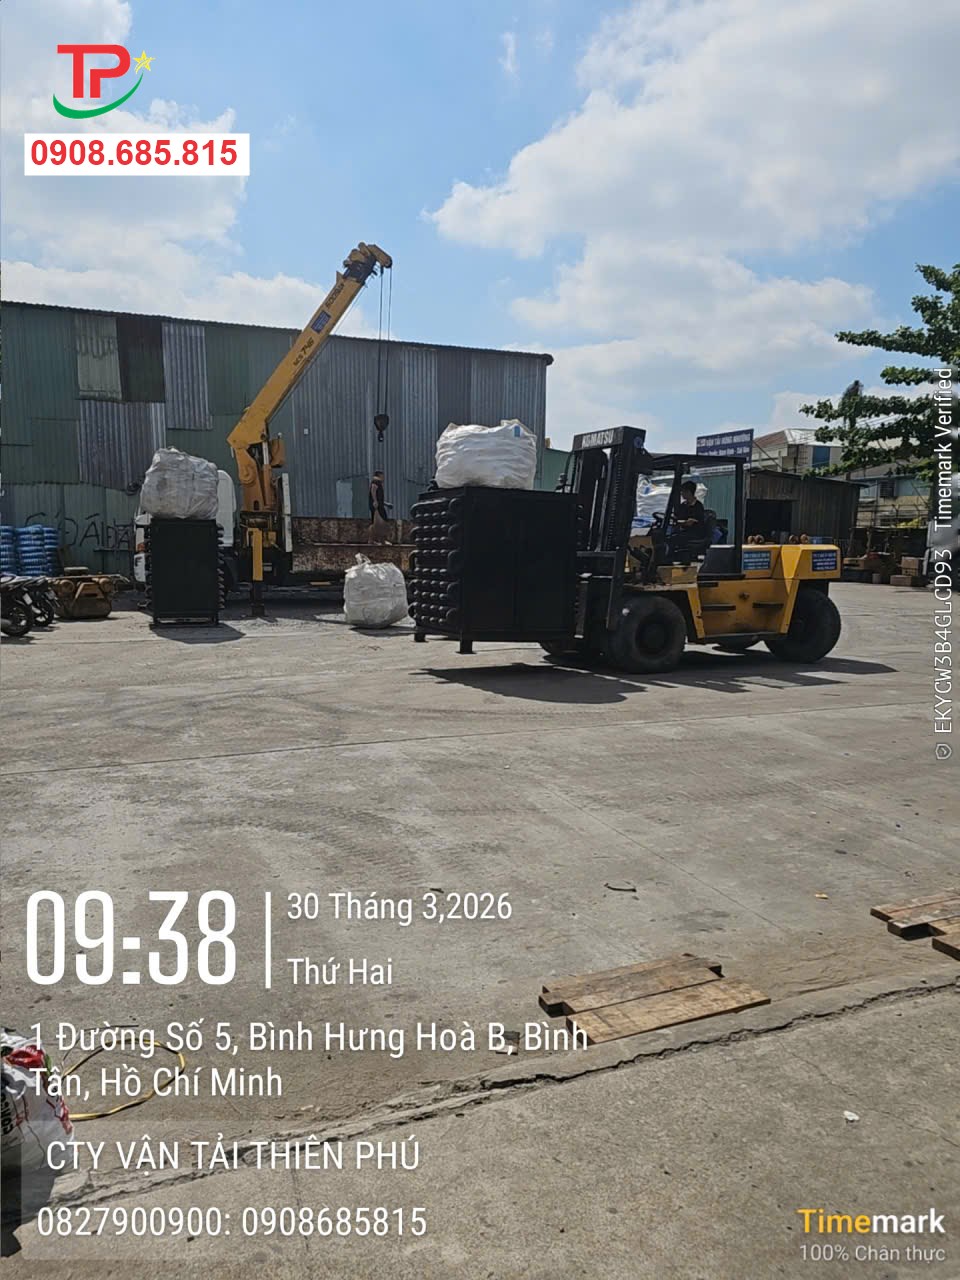 TP
0908.685.815
KOMATSU
09:38
30 Tháng 3,2026
Thứ Hai
1 Đường Số 5, Bình Hưng Hoà B, Bình
Tân, Hồ Chí Minh
CTY VẬN TẢI THIÊN PHÚ
0827900900: 0908685815
Timemark
100% Chân thực
EKYCW3B4GLCD93 Timemark Verified